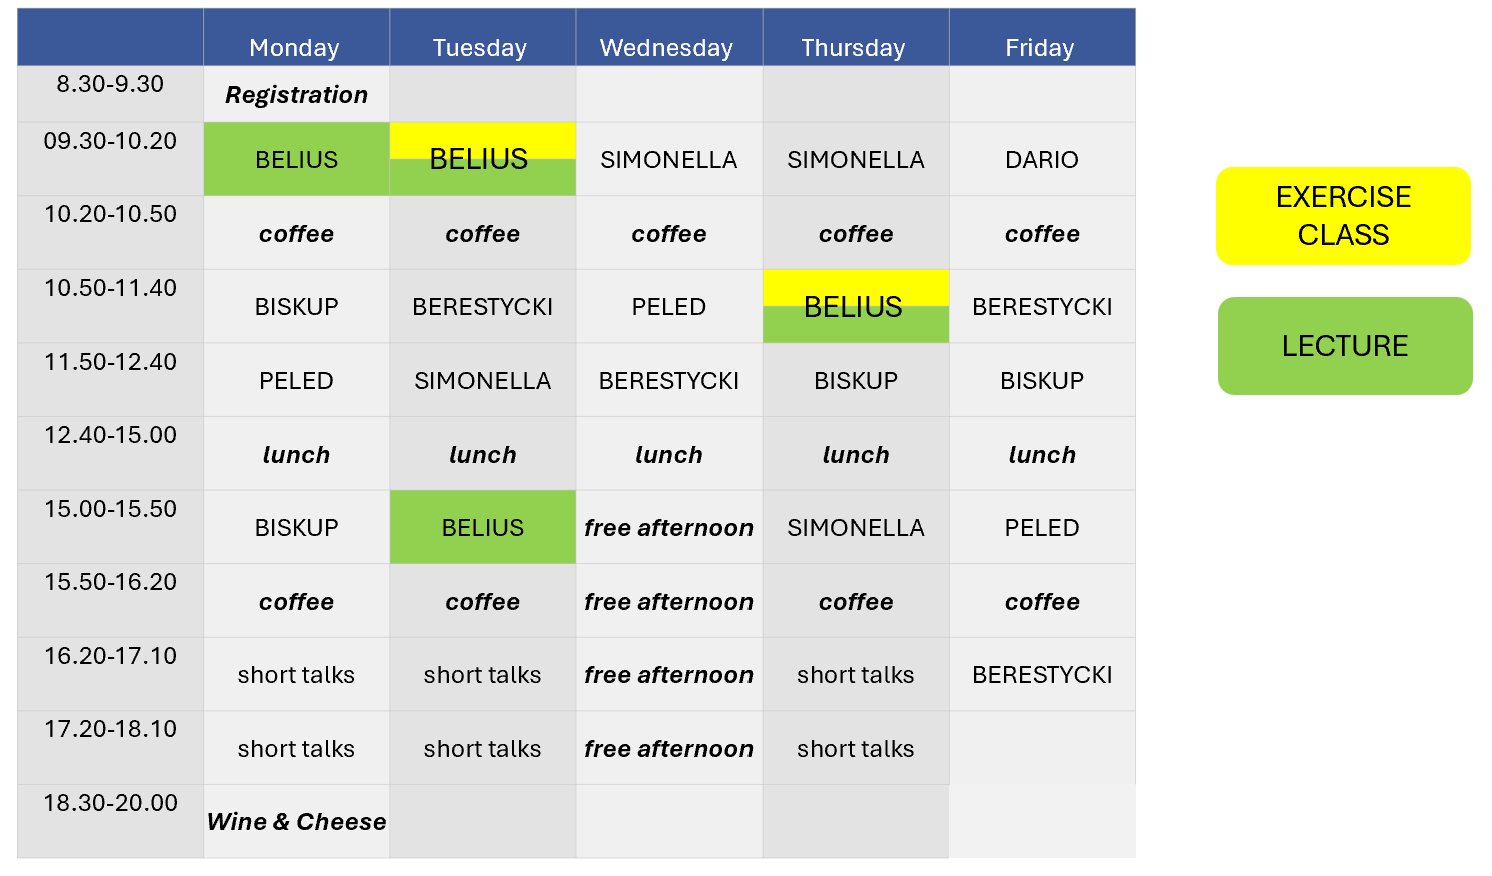 Monday Tuesday Wednesday Thursday Friday
8.30-9.30 Registration
09.30-10.20 BELIUS BELIUS SIMONELLA SIMONELLA DARIO
10.20-10.50 coffee coffee coffee coffee coffee
10.50-11.40 BISKUP BERESTYCKI PELED BELIUS BERESTYCKI
11.50-12.40 PELED SIMONELLA BERESTYCKI BISKUP BISKUP
12.40-15.00 lunch lunch lunch lunch lunch
15.00-15.50 BISKUP BELIUS free afternoon SIMONELLA PELED
15.50-16.20 coffee coffee free afternoon coffee coffee
16.20-17.10 short talks short talks free afternoon short talks BERESTYCKI
17.20-18.10 short talks short talks free afternoon short talks
18.30-20.00 Wine & Cheese
EXERCISE
CLASS
LECTURE